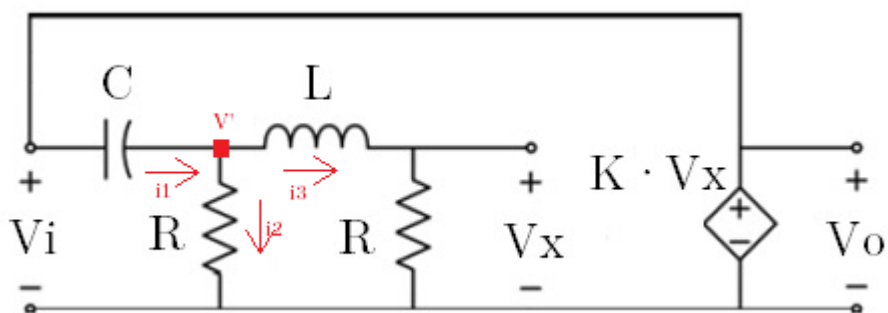 C
L
V'
K · Vx
+
i1
i3
+
+
+
−
Vi
R
i2
R
Vx
Vo
−
−
−